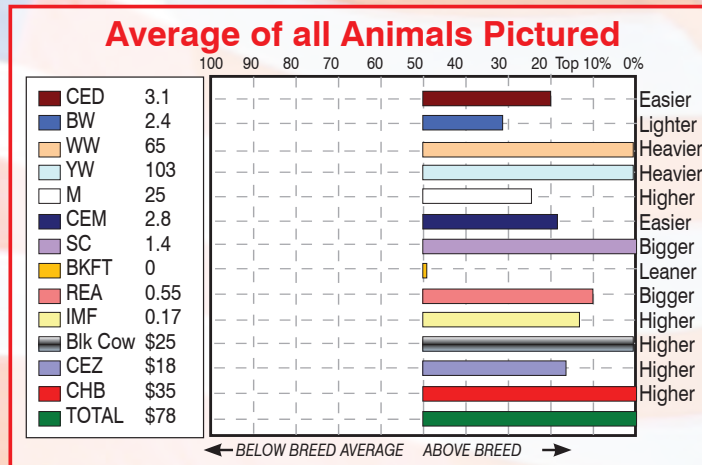 Average of all Animals Pictured
100 90 80 70 60 50 40 30 20 Top 10% 0%
CED 3.1 Easier
BW 2.4 Lighter
WW 65 Heavier
YW 103 Heavier
M 25 Higher
CEM 2.8 Easier
SC 1.4 Bigger
BKFT 0 Leaner
REA 0.55 Bigger
IMF 0.17 Higher
Blk Cow $25 Higher
CEZ $18 Higher
CHB $35 Higher
TOTAL $78
BELOW BREED AVERAGE ABOVE BREED